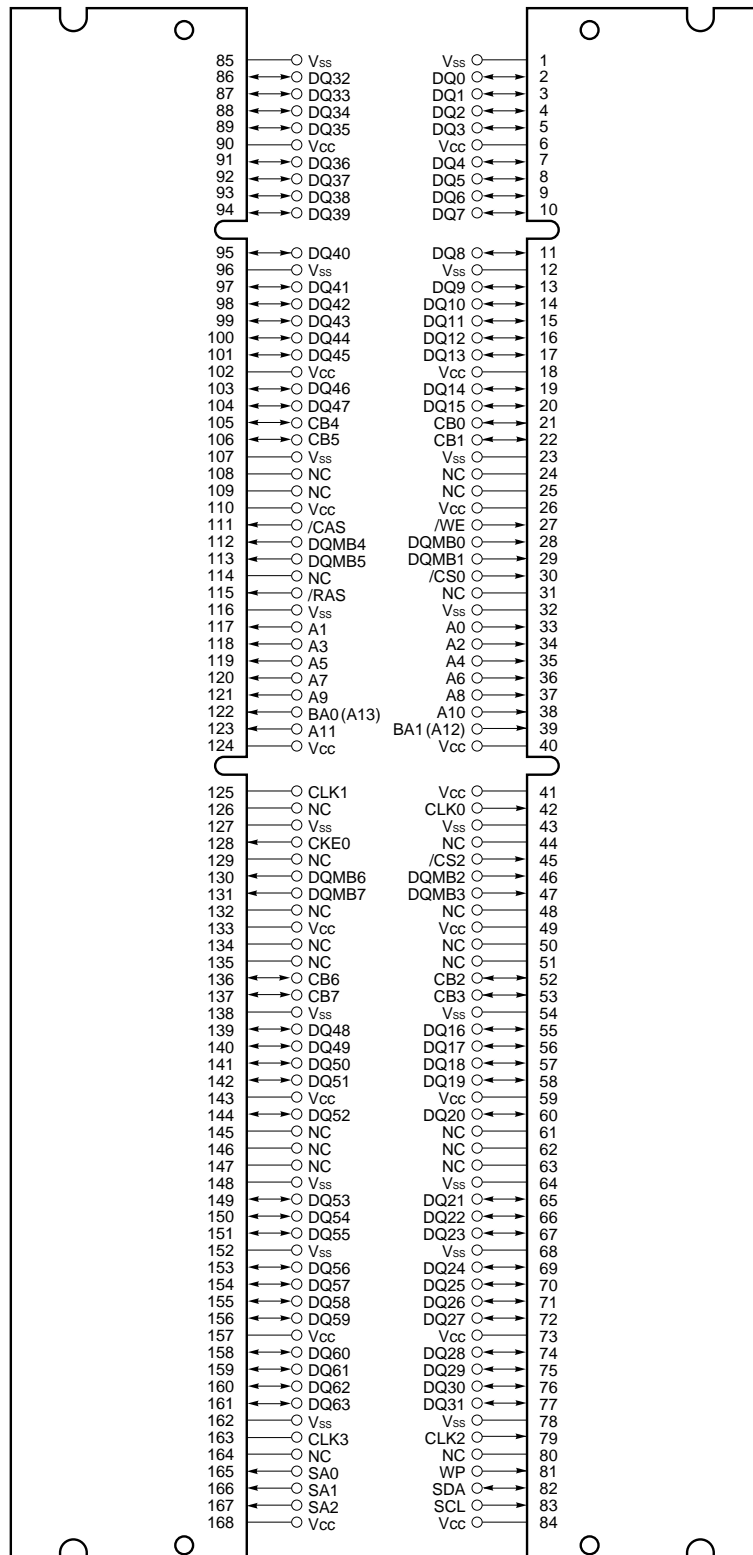 85 Vss Vss 1
86 DQ32 DQ0 2
87 DQ33 DQ1 3
88 DQ34 DQ2 4
89 DQ35 DQ3 5
90 Vcc Vcc 6
91 DQ36 DQ4 7
92 DQ37 DQ5 8
93 DQ38 DQ6 9
94 DQ39 DQ7 10
95 DQ40 DQ8 11
96 Vss Vss 12
97 DQ41 DQ9 13
98 DQ42 DQ10 14
99 DQ43 DQ11 15
100 DQ44 DQ12 16
101 DQ45 DQ13 17
102 Vcc Vcc 18
103 DQ46 DQ14 19
104 DQ47 DQ15 20
105 CB4 CB0 21
106 CB5 CB1 22
107 Vss Vss 23
108 NC NC 24
109 NC NC 25
110 Vcc Vcc 26
111 /CAS /WE 27
112 DQMB4 DQMB0 28
113 DQMB5 DQMB1 29
114 NC /CS0 30
115 /RAS NC 31
116 Vss Vss 32
117 A1 A0 33
118 A3 A2 34
119 A5 A4 35
120 A7 A6 36
121 A9 A8 37
122 BA0 (A13) A10 38
123 A11 BA1 (A12) 39
124 Vcc Vcc 40
125 CLK1 Vcc 41
126 NC CLK0 42
127 Vss Vss 43
128 CKE0 NC 44
129 NC /CS2 45
130 DQMB6 DQMB2 46
131 DQMB7 DQMB3 47
132 NC NC 48
133 Vcc Vcc 49
134 NC NC 50
135 NC NC 51
136 CB6 CB2 52
137 CB7 CB3 53
138 Vss Vss 54
139 DQ48 DQ16 55
140 DQ49 DQ17 56
141 DQ50 DQ18 57
142 DQ51 DQ19 58
143 Vcc Vcc 59
144 DQ52 DQ20 60
145 NC NC 61
146 NC NC 62
147 NC NC 63
148 Vss Vss 64
149 DQ53 DQ21 65
150 DQ54 DQ22 66
151 DQ55 DQ23 67
152 Vss Vss 68
153 DQ56 DQ24 69
154 DQ57 DQ25 70
155 DQ58 DQ26 71
156 DQ59 DQ27 72
157 Vcc Vcc 73
158 DQ60 DQ28 74
159 DQ61 DQ29 75
160 DQ62 DQ30 76
161 DQ63 DQ31 77
162 Vss Vss 78
163 CLK3 CLK2 79
164 NC NC 80
165 SA0 WP 81
166 SA1 SDA 82
167 SA2 SCL 83
168 Vcc Vcc 84